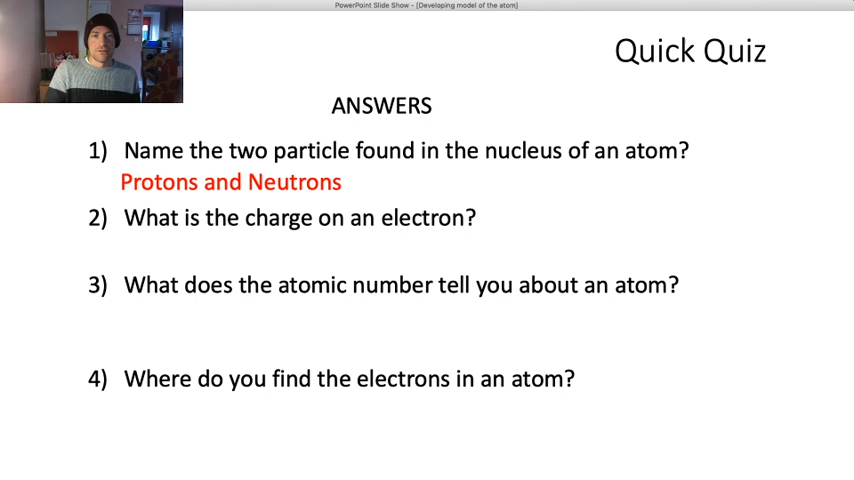 PowerPoint Slide Show - [Developing model of the atom]
Quick Quiz
ANSWERS
1) Name the two particle found in the nucleus of an atom?
Protons and Neutrons
2) What is the charge on an electron?
3) What does the atomic number tell you about an atom?
4) Where do you find the electrons in an atom?